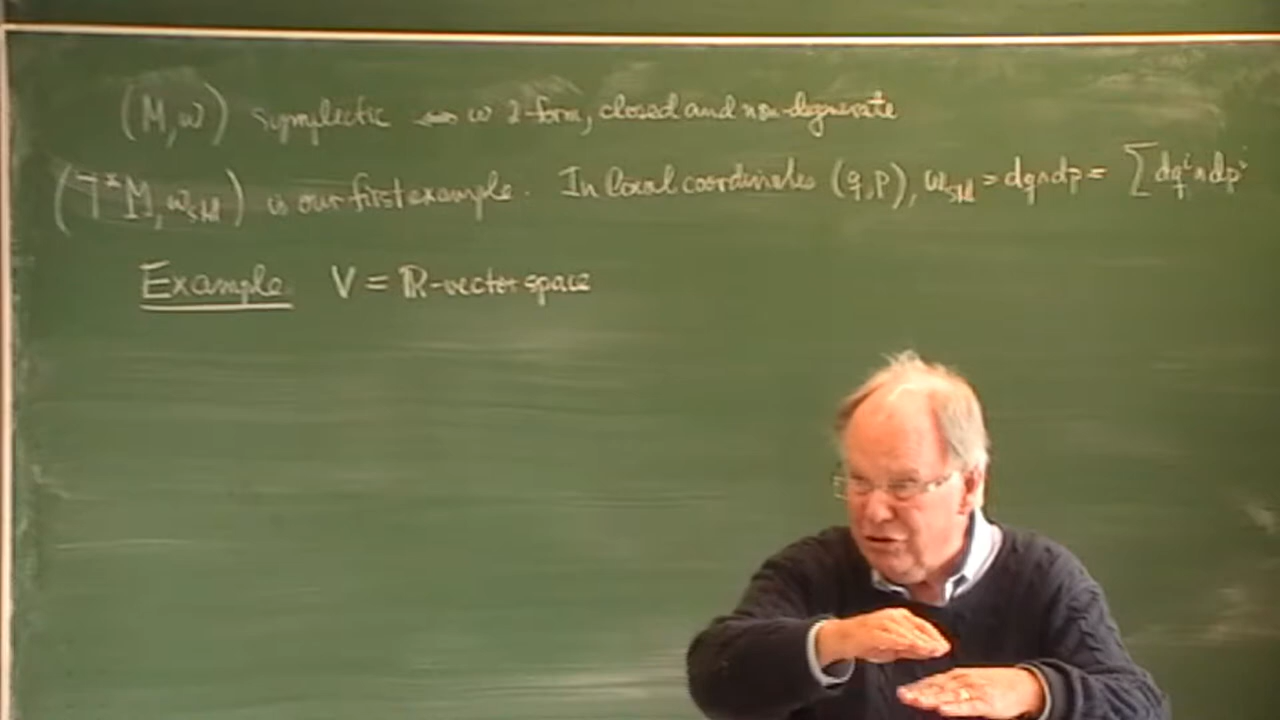 (M, ω) symplectic ⟸ ω 2-form, closed and non-degenerate
(T*M, ω_std) is our first example. In local coordinates (q, p), ω_std = dq∧dp = ∑ dq^i ∧ dp^i
Example V = ℝ-vector space